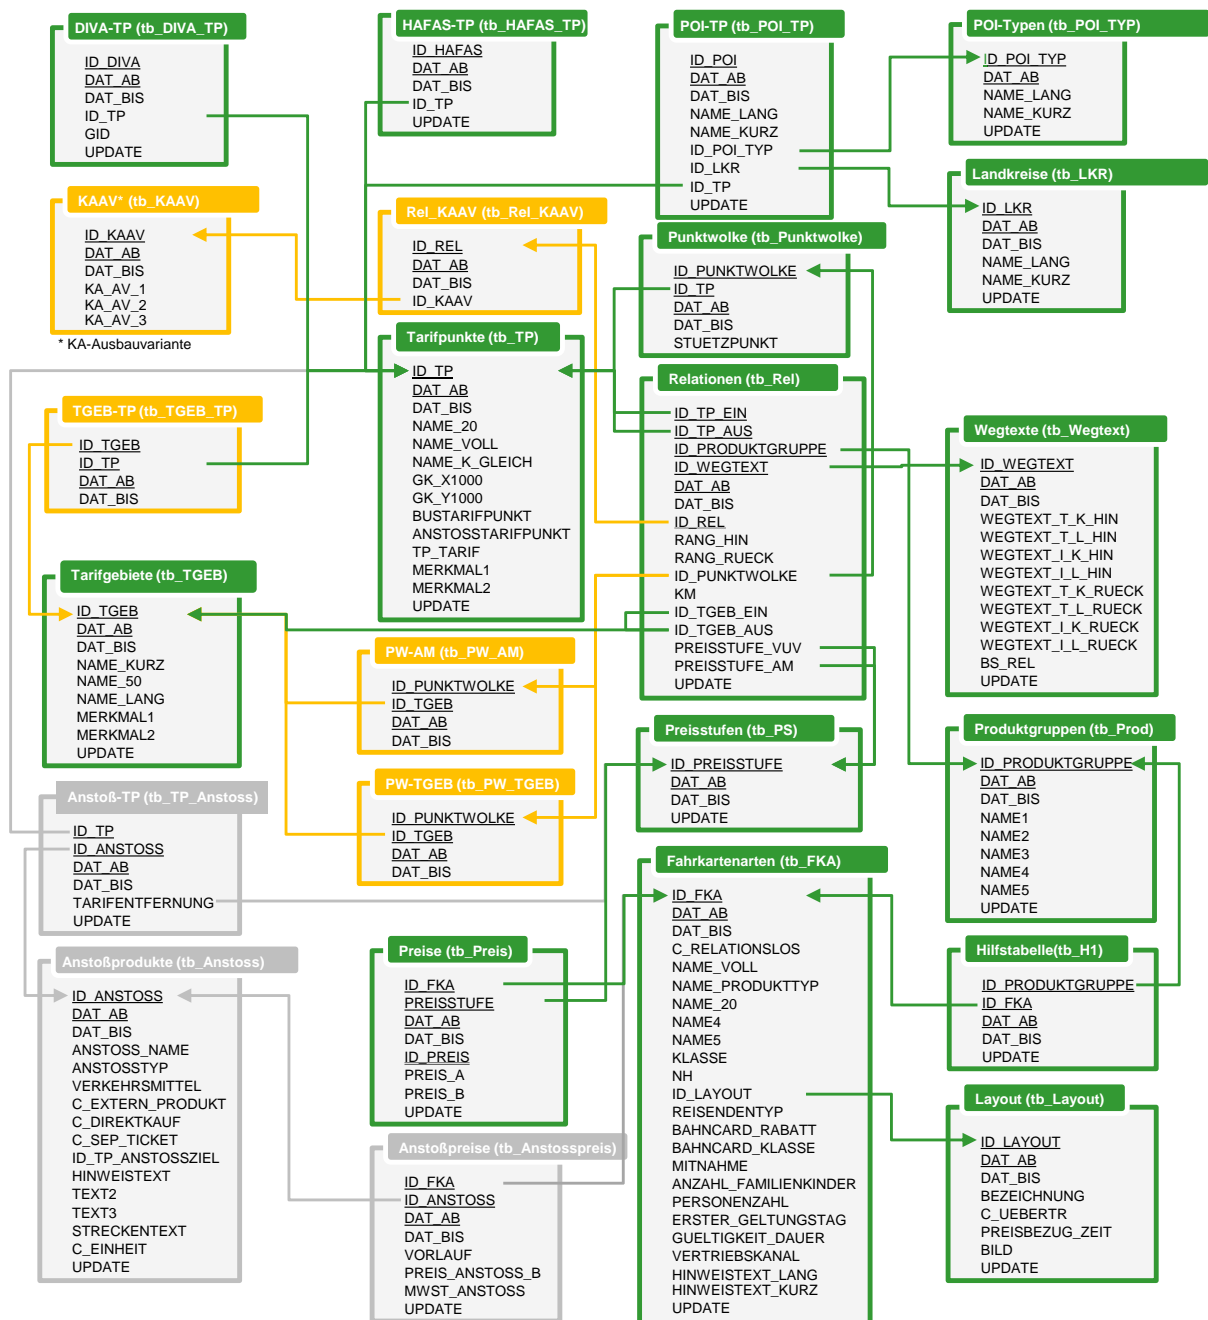 DIVA-TP (tb_DIVA_TP)
ID_DIVA
DAT_AB
DAT_BIS
ID_TP
GID
UPDATE
HAFAS-TP (tb_HAFAS_TP)
ID_HAFAS
DAT_AB
DAT_BIS
ID_TP
UPDATE
POI-TP (tb_POI_TP)
ID_POI
DAT_AB
DAT_BIS
NAME_LANG
NAME_KURZ
ID_POI_TYP
ID_LKR
ID_TP
UPDATE
POI-Typen (tb_POI_TYP)
ID_POI_TYP
DAT_AB
NAME_LANG
NAME_KURZ
UPDATE
Landkreise (tb_LKR)
ID_LKR
DAT_AB
DAT_BIS
NAME_LANG
NAME_KURZ
UPDATE
KAAV* (tb_KAAV)
ID_KAAV
DAT_AB
DAT_BIS
KA_AV_1
KA_AV_2
KA_AV_3
* KA-Ausbauvariante
Rel_KAAV (tb_Rel_KAAV)
ID_REL
DAT_AB
DAT_BIS
ID_KAAV
Punktwolke (tb_Punktwolke)
ID_PUNKTWOLKE
ID_TP
DAT_AB
DAT_BIS
STUETZPUNKT
Tarifpunkte (tb_TP)
ID_TP
DAT_AB
DAT_BIS
NAME_20
NAME_VOLL
NAME_K_GLEICH
GK_X1000
GK_Y1000
BUSTARIFPUNKT
ANSTOSSTARIFPUNKT
TP_TARIF
MERKMAL1
MERKMAL2
UPDATE
Relationen (tb_Rel)
ID_TP_EIN
ID_TP_AUS
ID_PRODUKTGRUPPE
ID_WEGTEXT
DAT_AB
DAT_BIS
ID_REL
RANG_HIN
RANG_RUECK
ID_PUNKTWOLKE
KM
ID_TGEB_EIN
ID_TGEB_AUS
PREISSTUFE_VUV
PREISSTUFE_AM
UPDATE
TGEB-TP (tb_TGEB_TP)
ID_TGEB
ID_TP
DAT_AB
DAT_BIS
Wegtexte (tb_Wegtext)
ID_WEGTEXT
DAT_AB
DAT_BIS
WEGTEXT_T_K_HIN
WEGTEXT_T_L_HIN
WEGTEXT_I_K_HIN
WEGTEXT_I_L_HIN
WEGTEXT_T_K_RUECK
WEGTEXT_T_L_RUECK
WEGTEXT_I_K_RUECK
WEGTEXT_I_L_RUECK
BS_REL
UPDATE
Tarifgebiete (tb_TGEB)
ID_TGEB
DAT_AB
DAT_BIS
NAME_KURZ
NAME_50
NAME_LANG
MERKMAL1
MERKMAL2
UPDATE
PW-AM (tb_PW_AM)
ID_PUNKTWOLKE
ID_TGEB
DAT_AB
DAT_BIS
PW-TGEB (tb_PW_TGEB)
ID_PUNKTWOLKE
ID_TGEB
DAT_AB
DAT_BIS
Preisstufen (tb_PS)
ID_PREISSTUFE
DAT_AB
DAT_BIS
UPDATE
Produktgruppen (tb_Prod)
ID_PRODUKTGRUPPE
DAT_AB
DAT_BIS
NAME1
NAME2
NAME3
NAME4
NAME5
UPDATE
Anstoß-TP (tb_TP_Anstoss)
ID_TP
ID_ANSTOSS
DAT_AB
DAT_BIS
TARIFENTFERNUNG
UPDATE
Fahrkartenarten (tb_FKA)
ID_FKA
DAT_AB
DAT_BIS
C_RELATIONSLOS
NAME_VOLL
NAME_PRODUKTTYP
NAME_20
NAME4
NAME5
KLASSE
NH
ID_LAYOUT
REISENDENTYP
BAHNCARD_RABATT
BAHNCARD_KLASSE
MITNAHME
ANZAHL_FAMILIENKINDER
PERSONENZAHL
ERSTER_GELTUNGSTAG
GUELTIGKEIT_DAUER
VERTRIEBSKANAL
HINWEISTEXT_LANG
HINWEISTEXT_KURZ
UPDATE
Anstoßprodukte (tb_Anstoss)
ID_ANSTOSS
DAT_AB
DAT_BIS
ANSTOSS_NAME
ANSTOSSTYP
VERKEHRSMITTEL
C_EXTERN_PRODUKT
C_DIREKTKAUF
C_SEP_TICKET
ID_TP_ANSTOSSZIEL
HINWEISTEXT
TEXT2
TEXT3
STRECKENTEXT
C_EINHEIT
UPDATE
Preise (tb_Preis)
ID_FKA
PREISSTUFE
DAT_AB
DAT_BIS
ID_PREIS
PREIS_A
PREIS_B
UPDATE
Hilfstabelle(tb_H1)
ID_PRODUKTGRUPPE
ID_FKA
DAT_AB
DAT_BIS
UPDATE
Anstoßpreise (tb_Anstosspreis)
ID_FKA
ID_ANSTOSS
DAT_AB
DAT_BIS
VORLAUF
PREIS_ANSTOSS_B
MWST_ANSTOSS
UPDATE
Layout (tb_Layout)
ID_LAYOUT
DAT_AB
DAT_BIS
BEZEICHNUNG
C_UEBERTR
PREISBEZUG_ZEIT
BILD
UPDATE